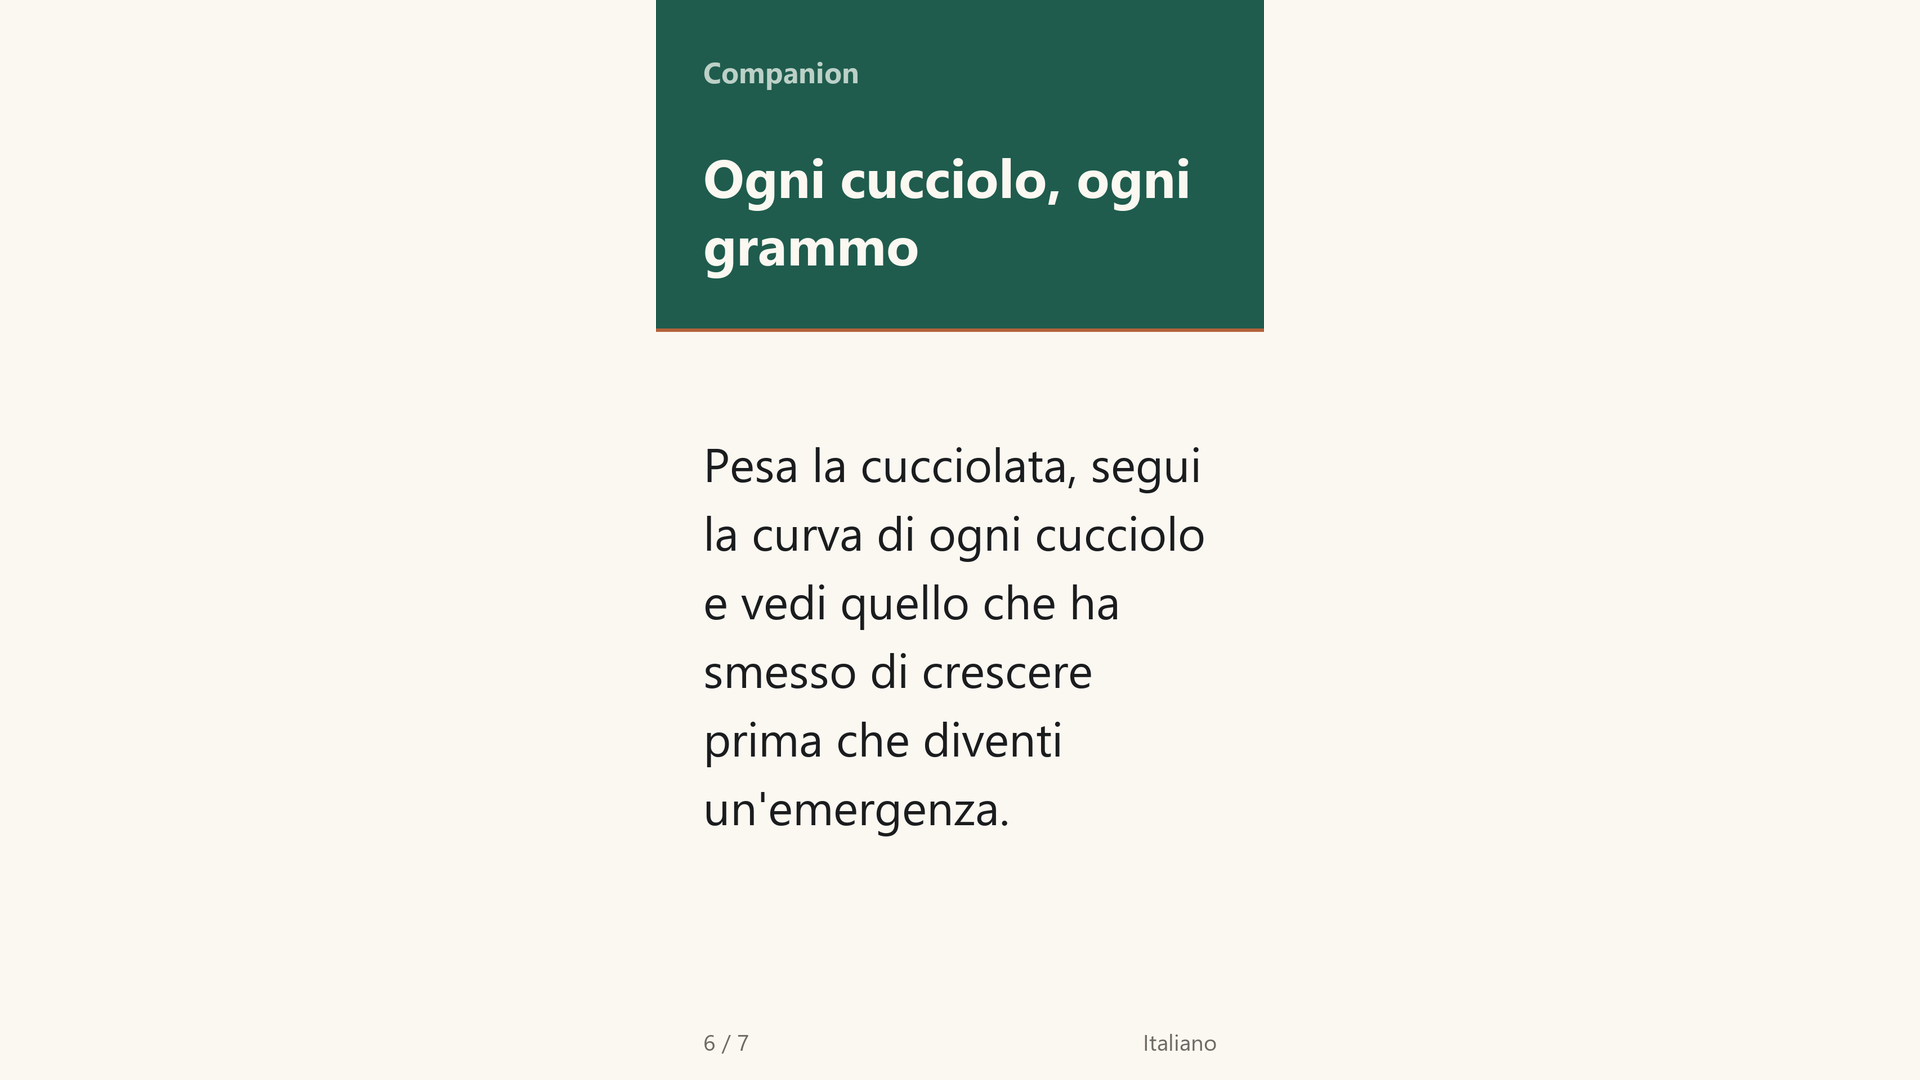 Companion
Ogni cucciolo, ogni
grammo
Pesa la cucciolata, segui
la curva di ogni cucciolo
e vedi quello che ha
smesso di crescere
prima che diventi
un'emergenza.
6 / 7
Italiano